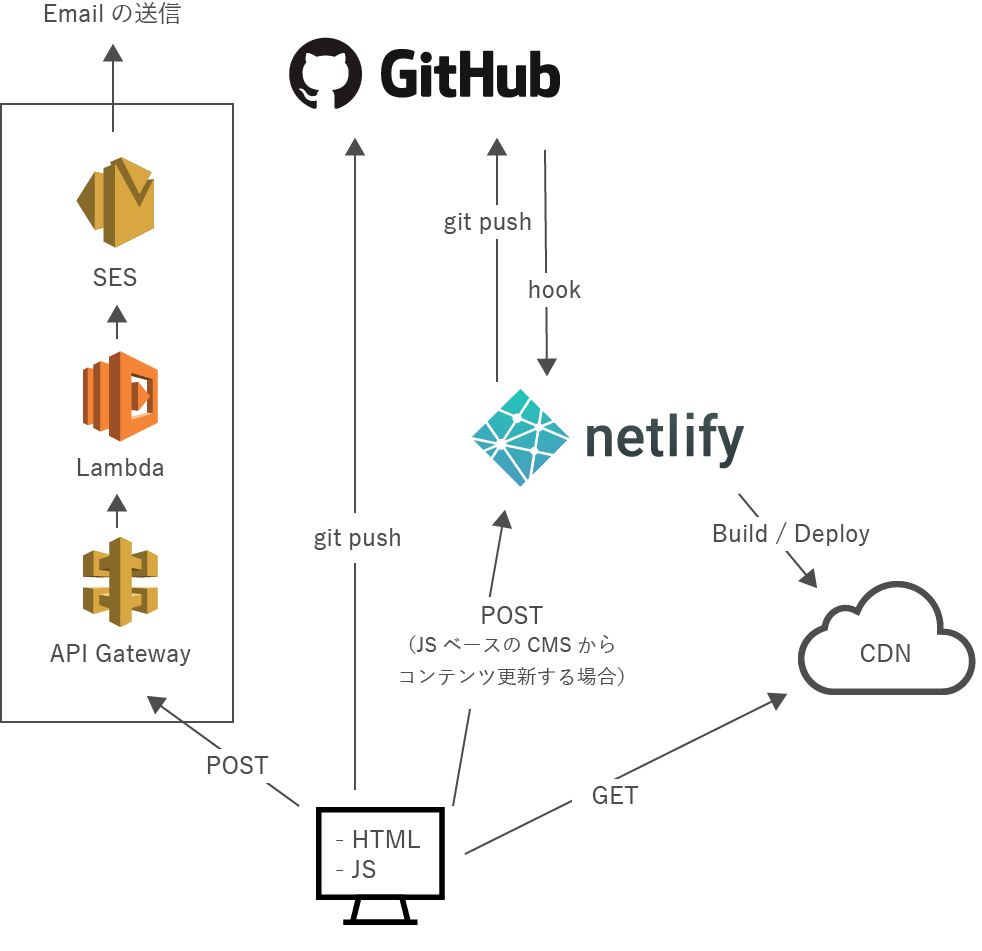 Email の送信
GitHub
git push
hook
SES
netlify
Lambda
Build / Deploy
git push
POST
（JS ベースの CMS から
コンテンツ更新する場合）
API Gateway
CDN
POST
GET
- HTML
- JS